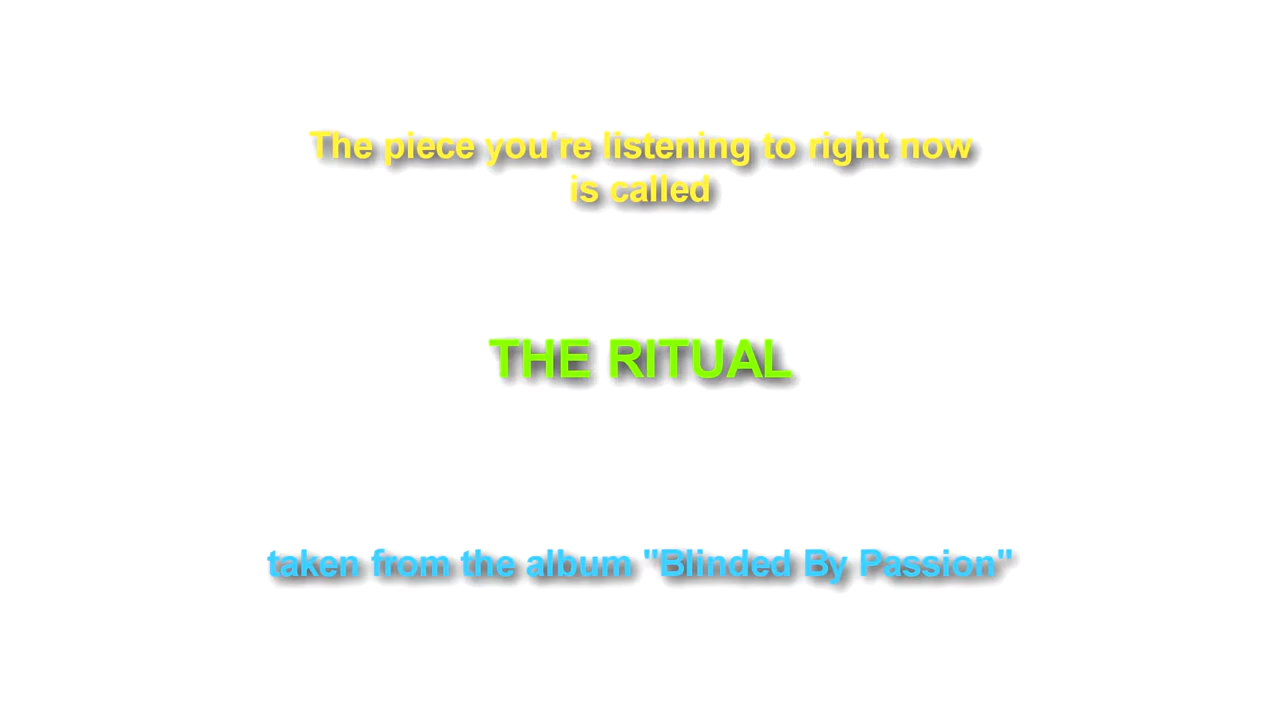 The piece you're listening to right now
is called
THE RITUAL
taken from the album "Blinded By Passion"